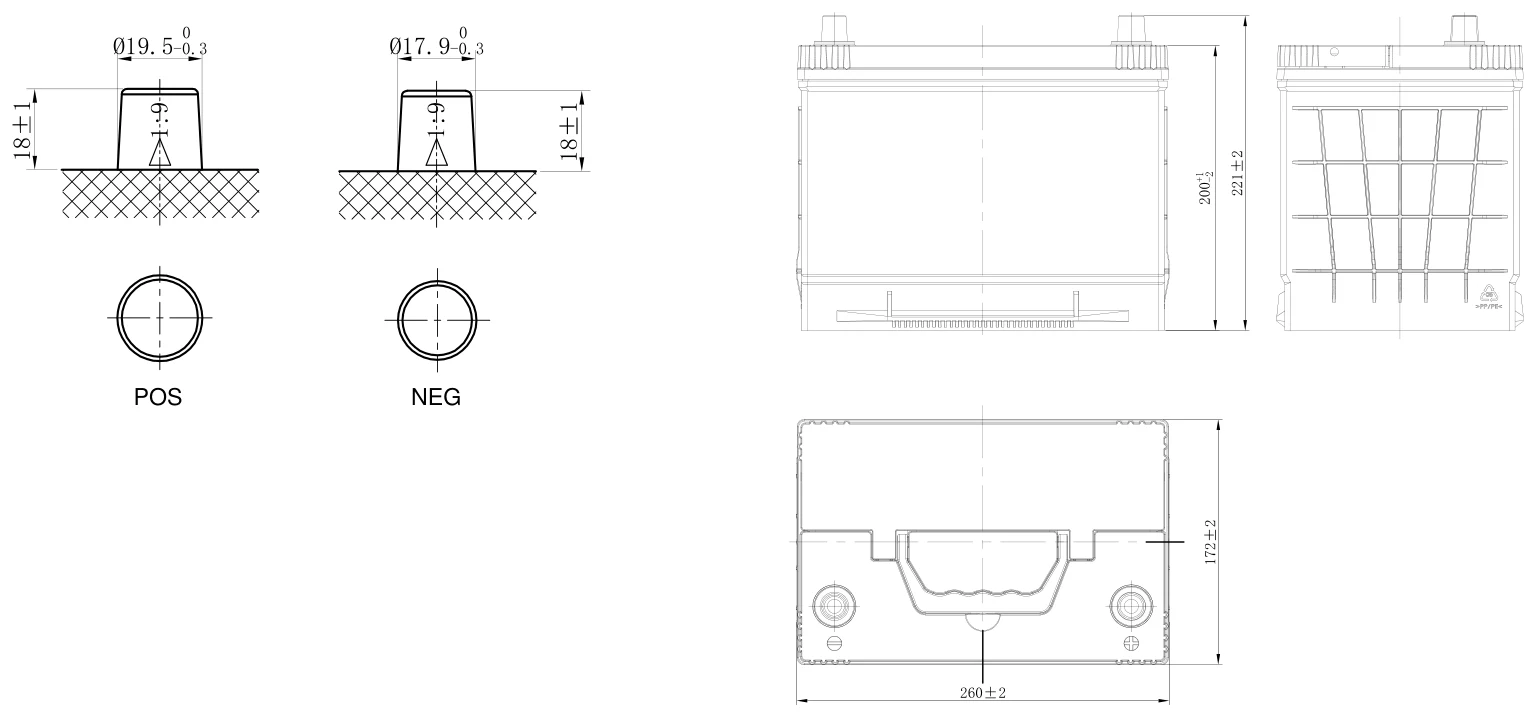 Ø19.5 0 -0.3
18±1
1:9
POS
Ø17.9 0 -0.3
18±1
1:9
NEG
200 +1 -2
221±2
>PP/PE<
172±2
260±2